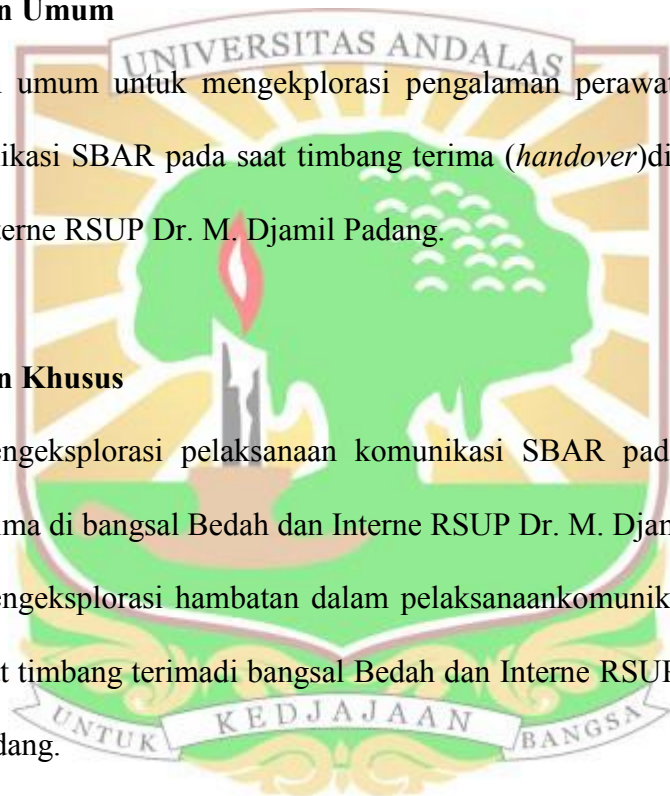 n Umum
UNIVERSITAS ANDALAS
umum untuk mengekplorasi pengalaman perawat
ikasi SBAR pada saat timbang terima (handover)di
terne RSUP Dr. M. Djamil Padang.
n Khusus
engeksplorasi pelaksanaan komunikasi SBAR pad
ima di bangsal Bedah dan Interne RSUP Dr. M. Djam
engeksplorasi hambatan dalam pelaksanaankomunik
t timbang terimadi bangsal Bedah dan Interne RSUP
UNTUK KEDJAJAAN BANGSA
dang.